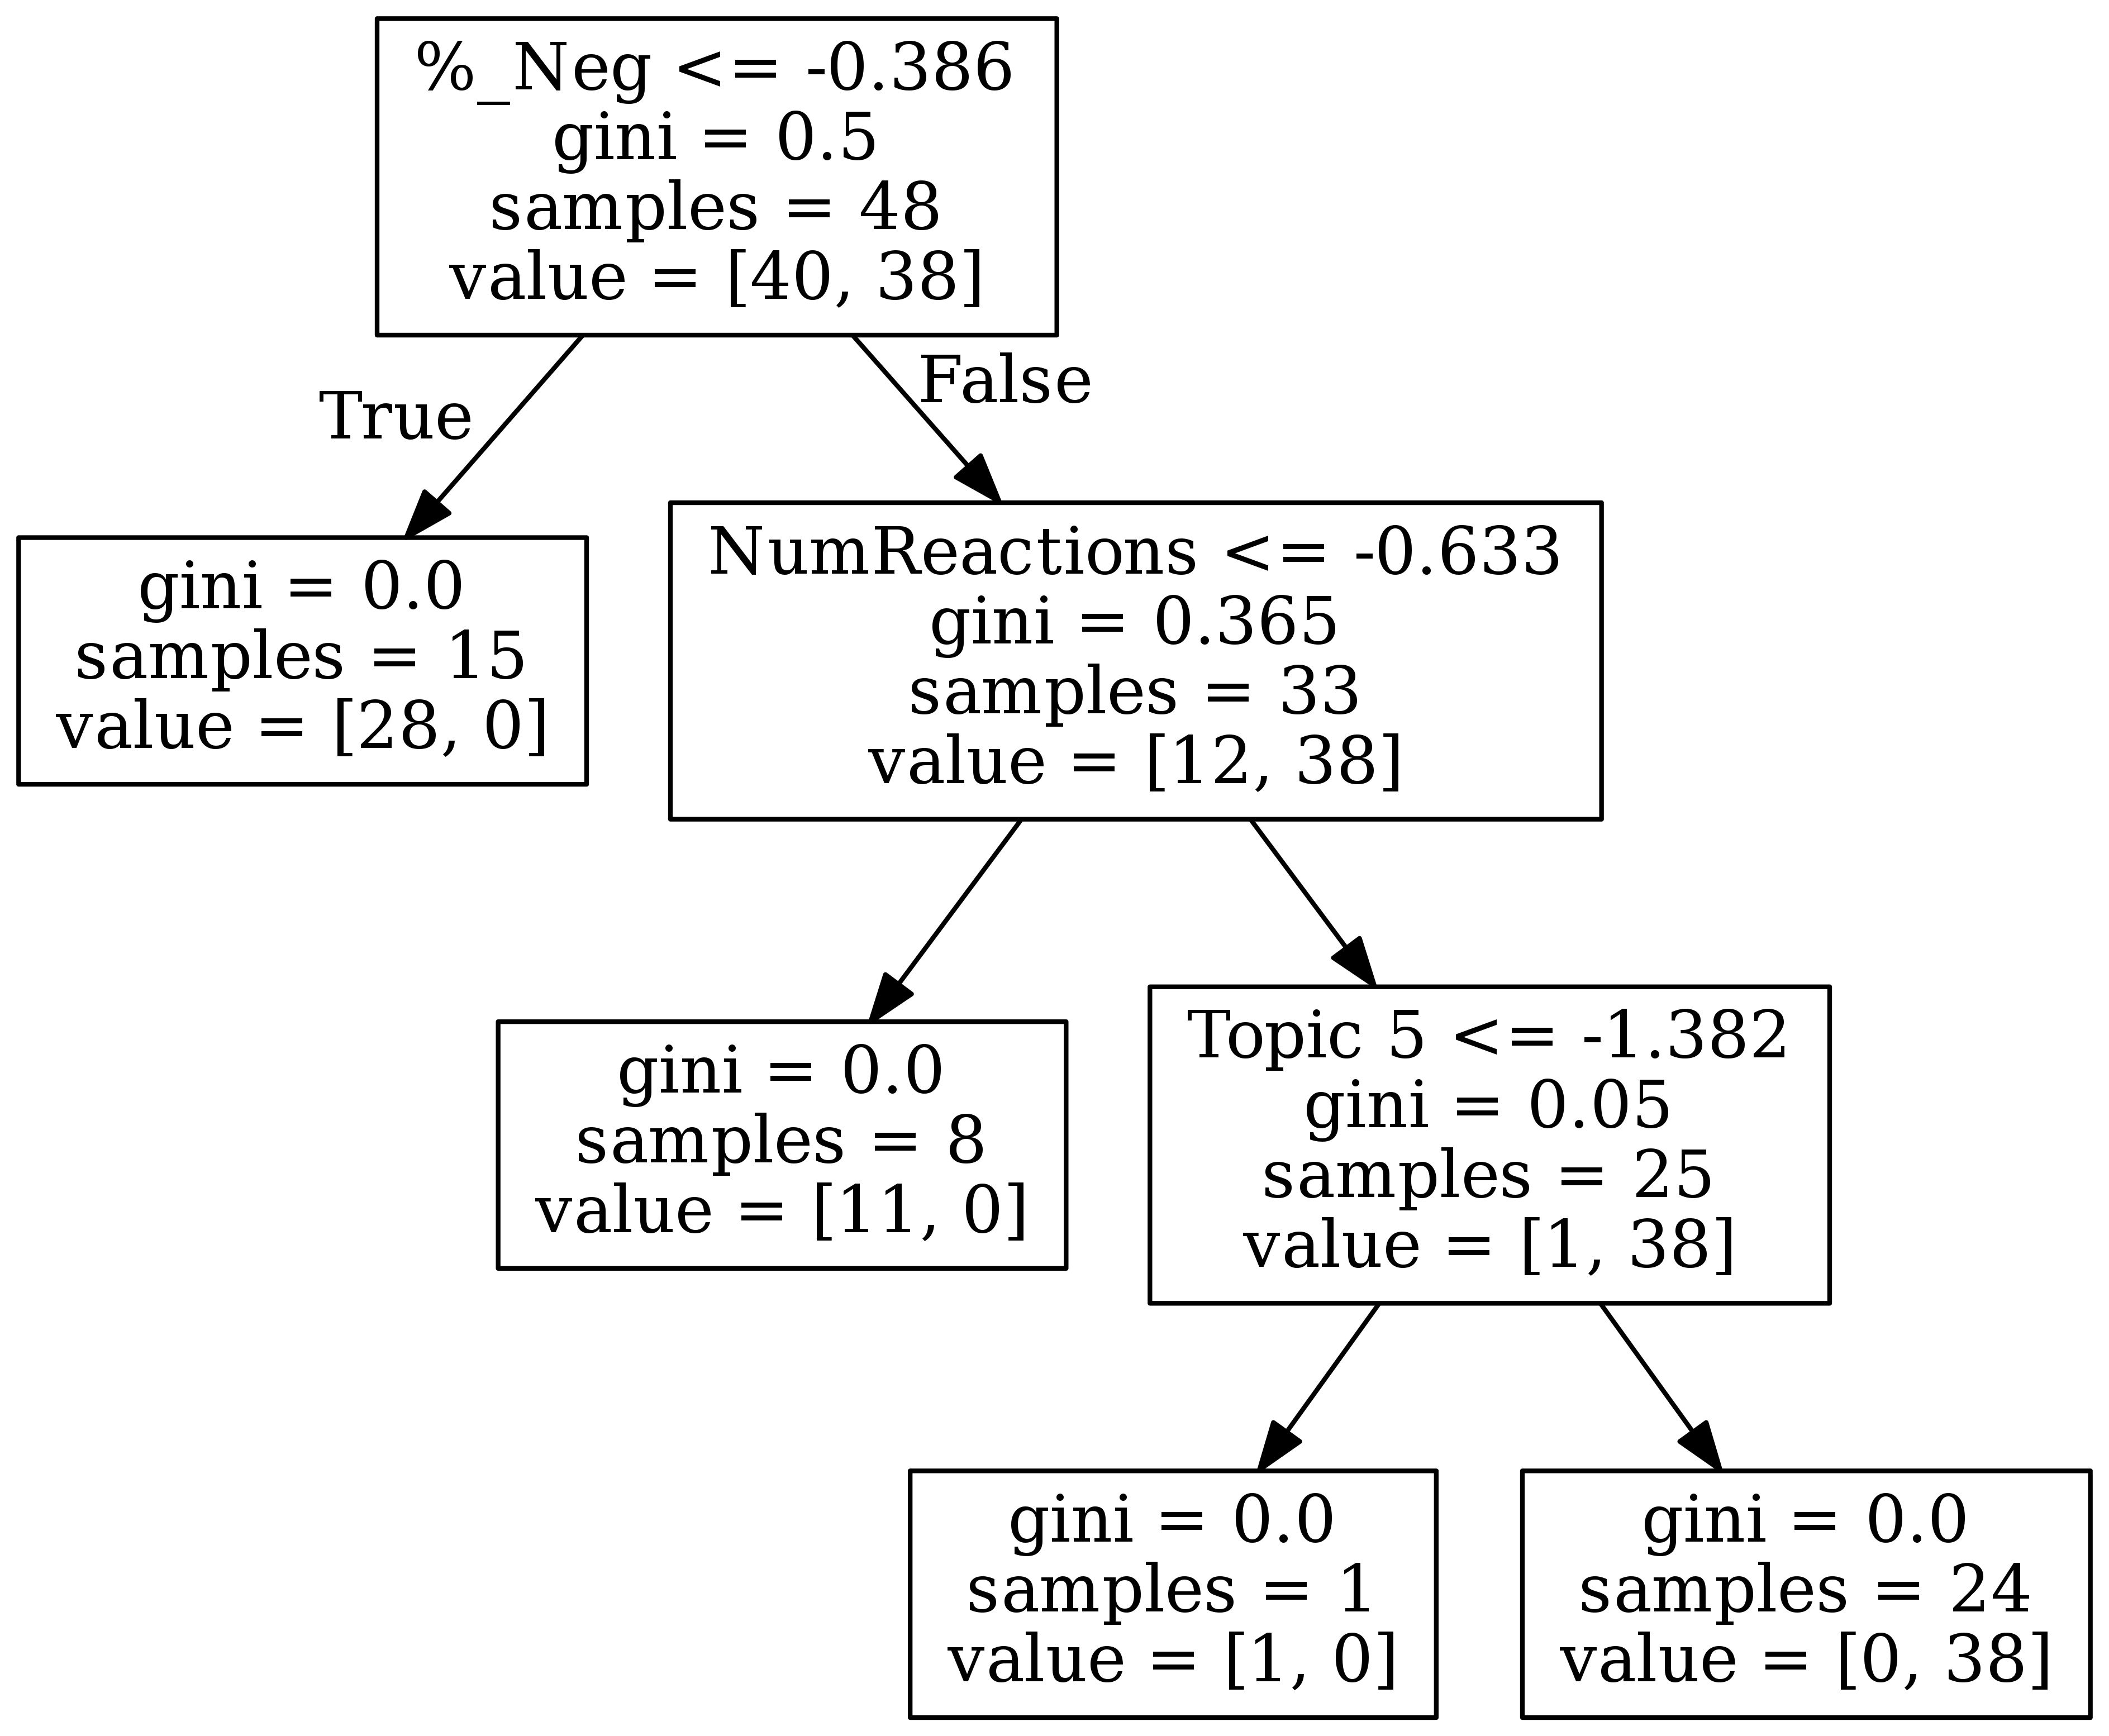 %_Neg <= -0.386
gini = 0.5
samples = 48
value = [40, 38]
True
False
gini = 0.0
samples = 15
value = [28, 0]
NumReactions <= -0.633
gini = 0.365
samples = 33
value = [12, 38]
gini = 0.0
samples = 8
value = [11, 0]
Topic 5 <= -1.382
gini = 0.05
samples = 25
value = [1, 38]
gini = 0.0
samples = 1
value = [1, 0]
gini = 0.0
samples = 24
value = [0, 38]